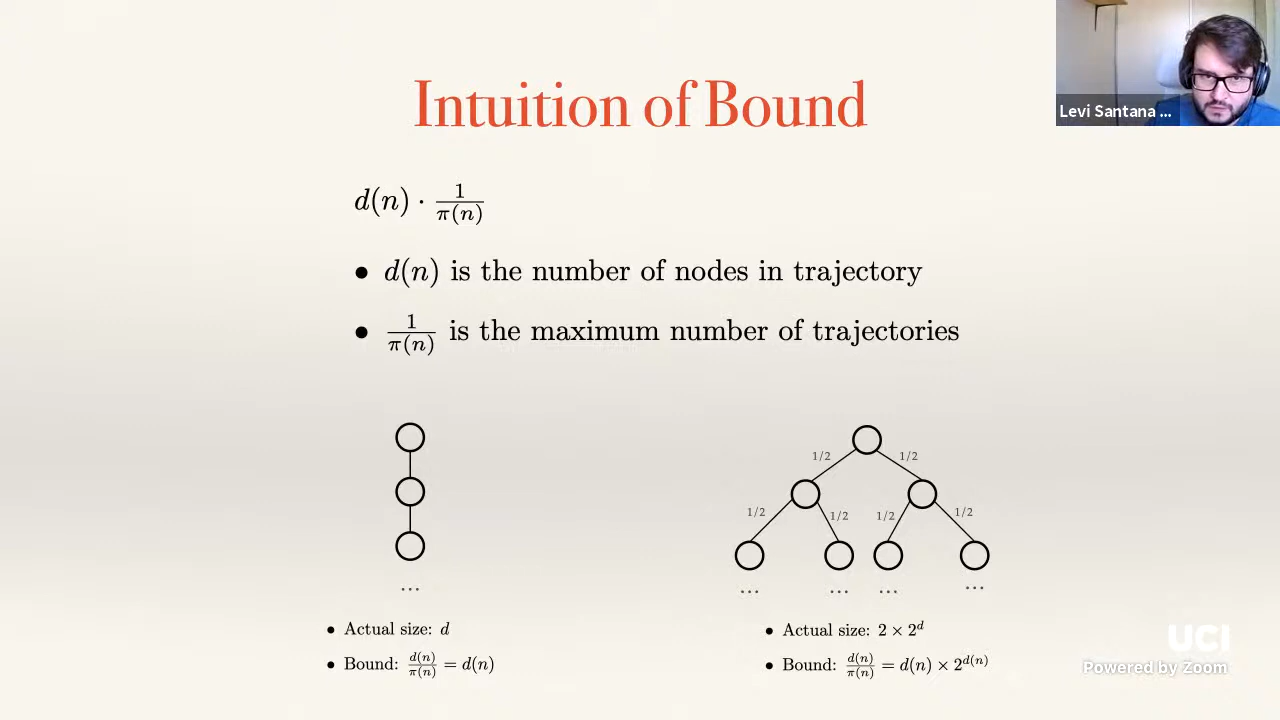 Intuition of Bound
Levi Santana ...
d(n) · 1/π(n)
• d(n) is the number of nodes in trajectory
• 1/π(n) is the maximum number of trajectories
1/2 1/2
1/2 1/2 1/2 1/2
...
... ... ... ...
• Actual size: d
• Bound: d(n)/π(n) = d(n)
• Actual size: 2 × 2^d
• Bound: d(n)/π(n) = d(n) × 2^d(n)
UCI
Powered by Zoom